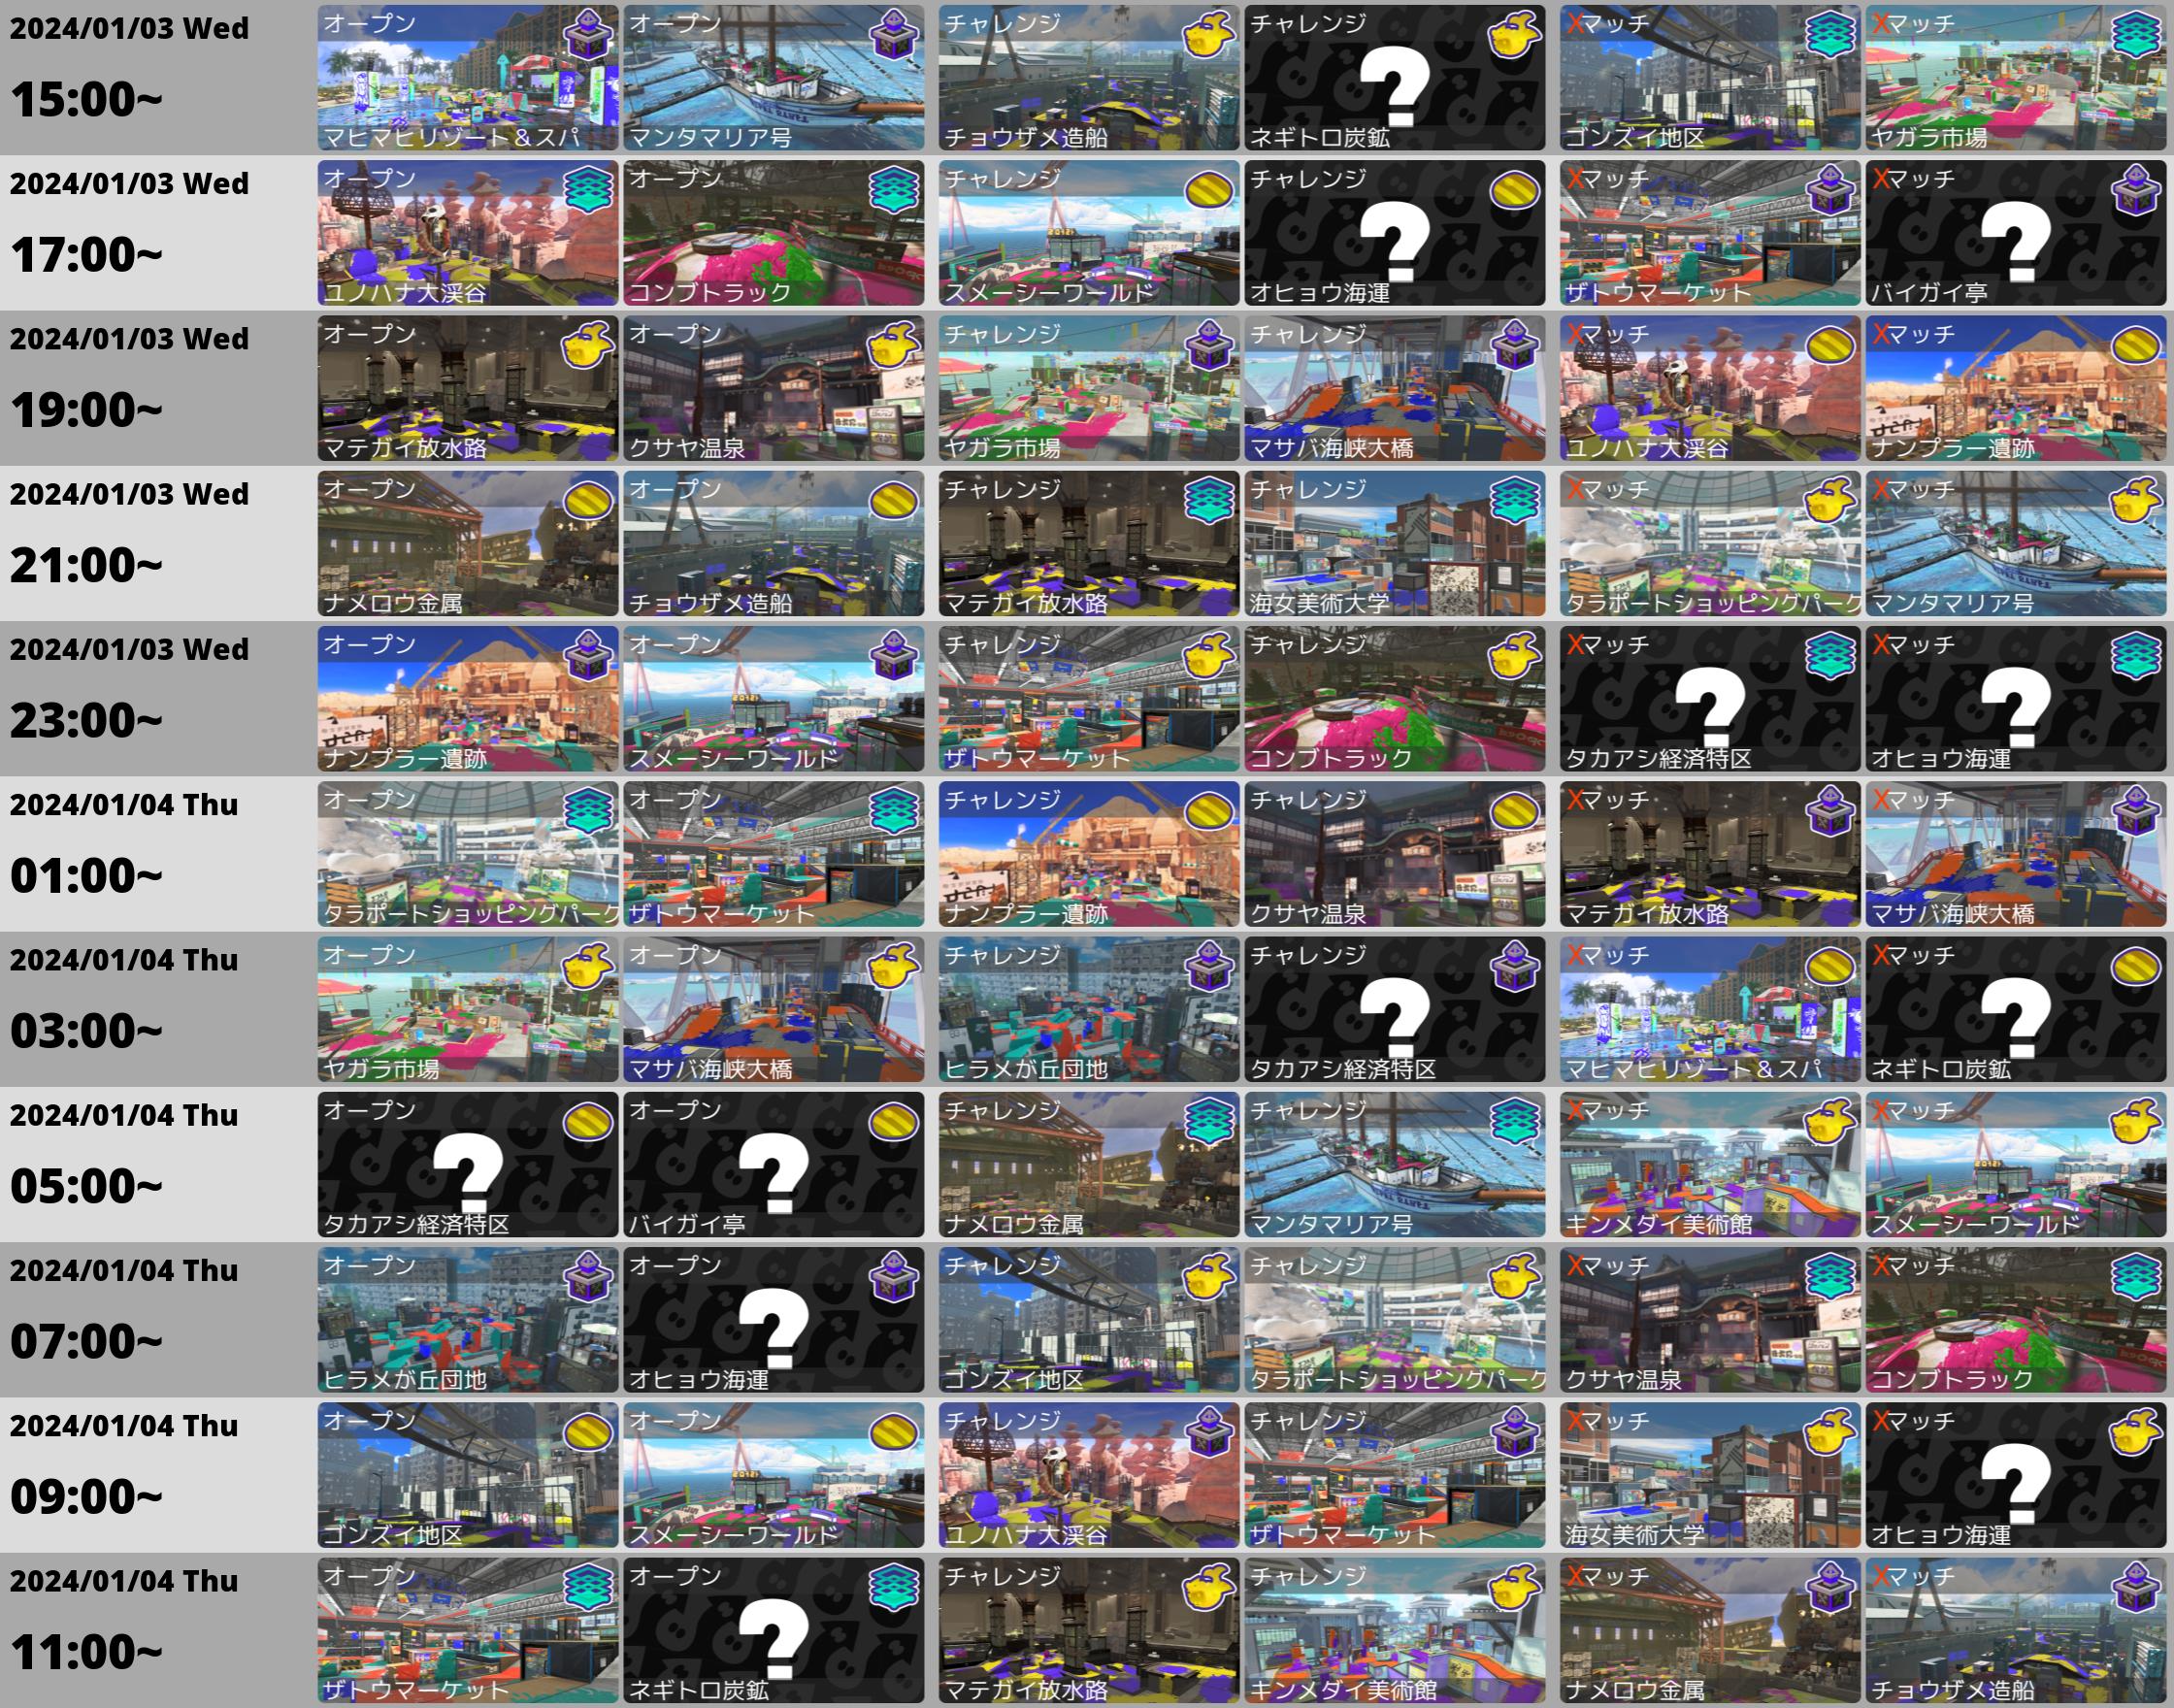 2024/01/03 Wed
15:00~
オープン
マヒマヒリゾート＆スパ
オープン
マンタマリア号
チャレンジ
チョウザメ造船
チャレンジ
?
ネギトロ炭鉱
Xマッチ
ゴンズイ地区
Xマッチ
ヤガラ市場
2024/01/03 Wed
17:00~
オープン
ユノハナ大渓谷
オープン
コンブトラック
チャレンジ
スメーシーワールド
チャレンジ
?
オヒョウ海運
Xマッチ
ザトウマーケット
Xマッチ
?
バイガイ亭
2024/01/03 Wed
19:00~
オープン
マテガイ放水路
オープン
クサヤ温泉
チャレンジ
ヤガラ市場
チャレンジ
マサバ海峡大橋
Xマッチ
ユノハナ大渓谷
Xマッチ
ナンプラー遺跡
2024/01/03 Wed
21:00~
オープン
ナメロウ金属
オープン
チョウザメ造船
チャレンジ
マテガイ放水路
チャレンジ
海女美術大学
Xマッチ
タラポートショッピングパーク
Xマッチ
マンタマリア号
2024/01/03 Wed
23:00~
オープン
ナンプラー遺跡
オープン
スメーシーワールド
チャレンジ
ザトウマーケット
チャレンジ
コンブトラック
Xマッチ
?
タカアシ経済特区
Xマッチ
?
オヒョウ海運
2024/01/04 Thu
01:00~
オープン
タラポートショッピングパーク
オープン
ザトウマーケット
チャレンジ
ナンプラー遺跡
チャレンジ
クサヤ温泉
Xマッチ
マテガイ放水路
Xマッチ
マサバ海峡大橋
2024/01/04 Thu
03:00~
オープン
ヤガラ市場
オープン
マサバ海峡大橋
チャレンジ
ヒラメが丘団地
チャレンジ
?
タカアシ経済特区
Xマッチ
マヒマヒリゾート＆スパ
Xマッチ
?
ネギトロ炭鉱
2024/01/04 Thu
05:00~
オープン
?
タカアシ経済特区
オープン
?
バイガイ亭
チャレンジ
ナメロウ金属
チャレンジ
マンタマリア号
Xマッチ
キンメダイ美術館
Xマッチ
スメーシーワールド
2024/01/04 Thu
07:00~
オープン
ヒラメが丘団地
オープン
?
オヒョウ海運
チャレンジ
ゴンズイ地区
チャレンジ
タラポートショッピングパーク
Xマッチ
クサヤ温泉
Xマッチ
コンブトラック
2024/01/04 Thu
09:00~
オープン
ゴンズイ地区
オープン
スメーシーワールド
チャレンジ
ユノハナ大渓谷
チャレンジ
ザトウマーケット
Xマッチ
海女美術大学
Xマッチ
?
オヒョウ海運
2024/01/04 Thu
11:00~
オープン
ザトウマーケット
オープン
?
ネギトロ炭鉱
チャレンジ
マテガイ放水路
チャレンジ
キンメダイ美術館
Xマッチ
ナメロウ金属
Xマッチ
チョウザメ造船